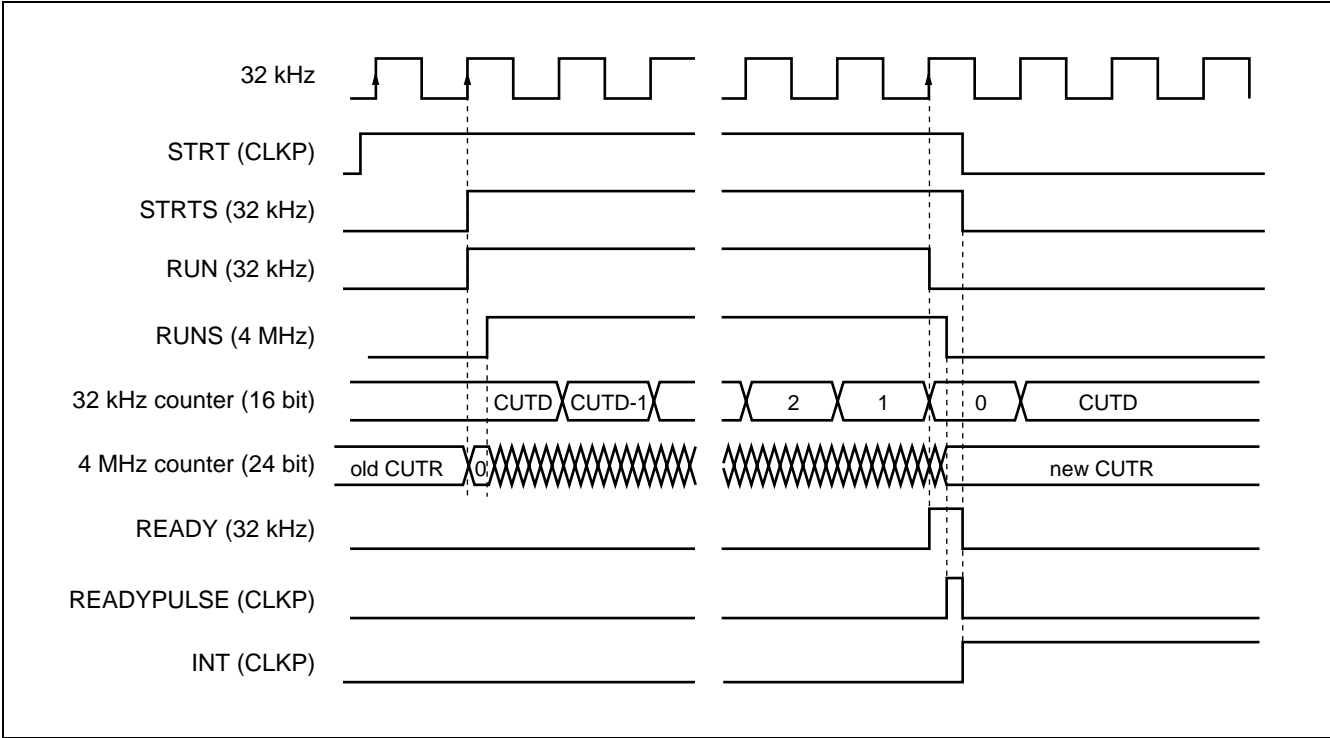 32 kHz
STRT (CLKP)
STRTS (32 kHz)
RUN (32 kHz)
RUNS (4 MHz)
32 kHz counter (16 bit) CUTD CUTD-1 2 1 0 CUTD
4 MHz counter (24 bit) old CUTR 0 new CUTR
READY (32 kHz)
READYPULSE (CLKP)
INT (CLKP)